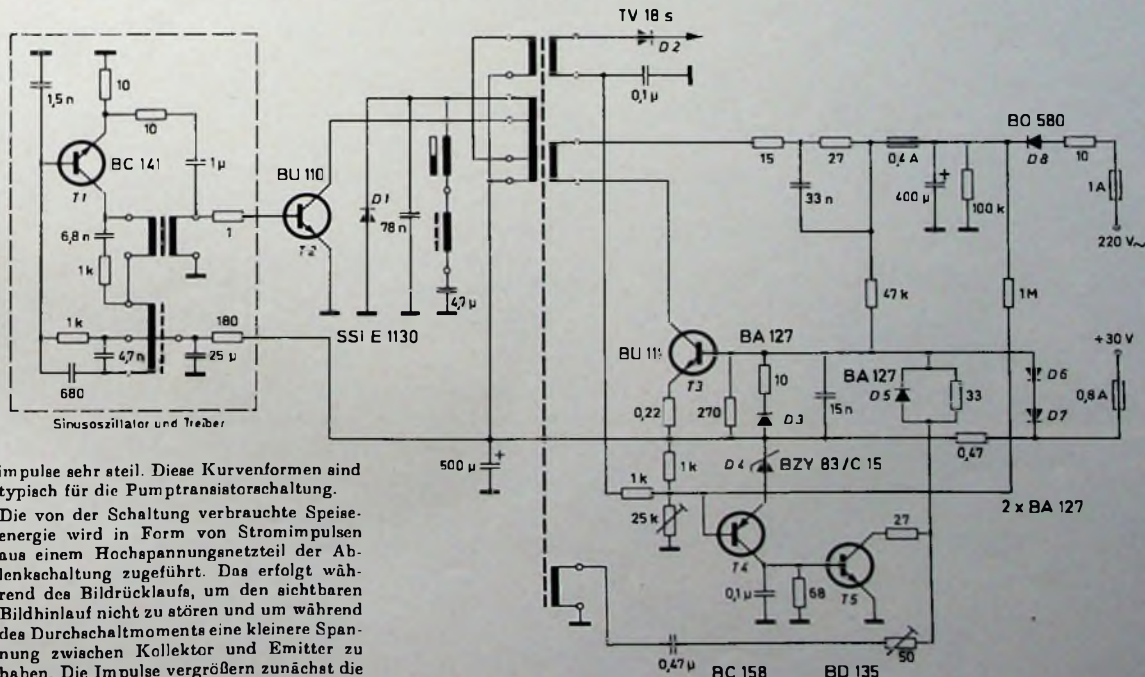 TV 18 s
D2
0,1 µ
1,5 n
10
10
BC 141
T1
1 µ
6,8 n
1 k
1
1 k
4,7 n
180
25 µ
680
Sinusoszillator und Treiber
BU 110
T2
D1
78 n
4,7 µ
SSi E 1130
500 µ
15
27
33 n
0,4 A
400 µ
+
100 k
BO 580
D8
10
1 A
220 V~
47 k
1 M
BU 111
T3
BA 127
0,22
270
10
D3
15 n
BA 127
D5
33
D6
D7
+30 V
0,8 A
0,47
2 x BA 127
+
1 k
1 k
25 k
D4
BZY 83/C 15
T4
0,1 µ
68
T5
27
50
0,47 µ
BC 158
BD 135
impulse sehr steil. Diese Kurvenformen sind
typisch für die Pumptransistorschaltung.
Die von der Schaltung verbrauchte Speise-
energie wird in Form von Stromimpulsen
aus einem Hochspannungsnetzteil der Ab-
lenkschaltung zugeführt. Das erfolgt wäh-
rend des Bildrücklaufs, um den sichtbaren
Bildhinlauf nicht zu stören und um während
des Durchschaltmoments eine kleinere Span-
nung zwischen Kollektor und Emitter zu
haben. Die Impulse vergrößern zunächst die